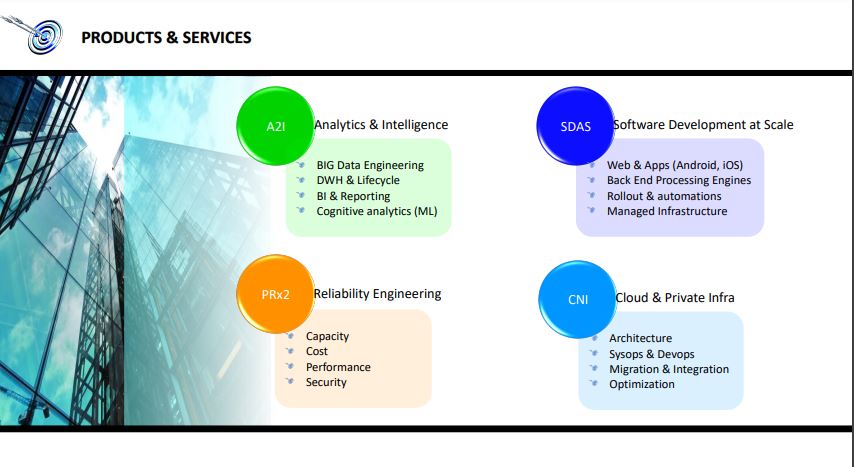 PRODUCTS & SERVICES
A2I
Analytics & Intelligence
BIG Data Engineering
DWH & Lifecycle
BI & Reporting
Cognitive analytics (ML)
SDAS
Software Development at Scale
Web & Apps (Android, iOS)
Back End Processing Engines
Rollout & automations
Managed Infrastructure
PRx2
Reliability Engineering
Capacity
Cost
Performance
Security
CNI
Cloud & Private Infra
Architecture
Sysops & Devops
Migration & Integration
Optimization